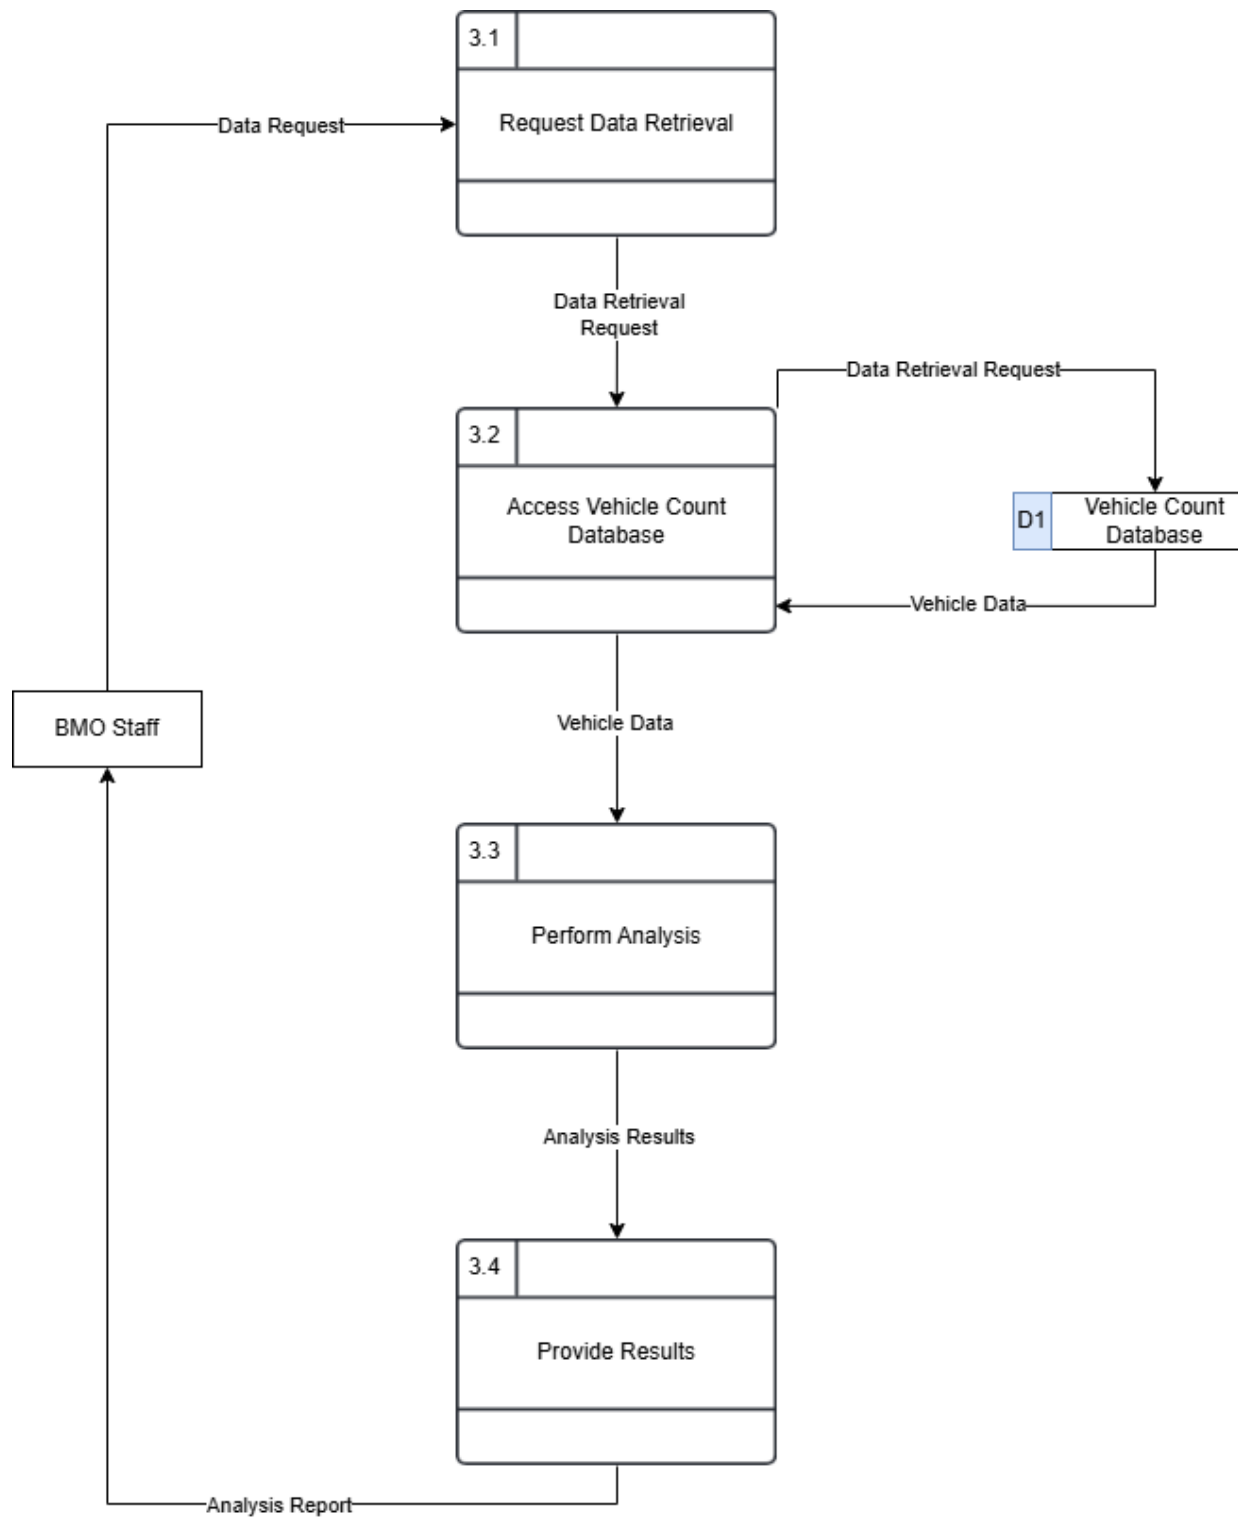 3.1
Data Request
Request Data Retrieval
Data Retrieval
Request
Data Retrieval Request
3.2
Access Vehicle Count
Database
D1
Vehicle Count
Database
Vehicle Data
BMO Staff
Vehicle Data
3.3
Perform Analysis
Analysis Results
3.4
Provide Results
Analysis Report